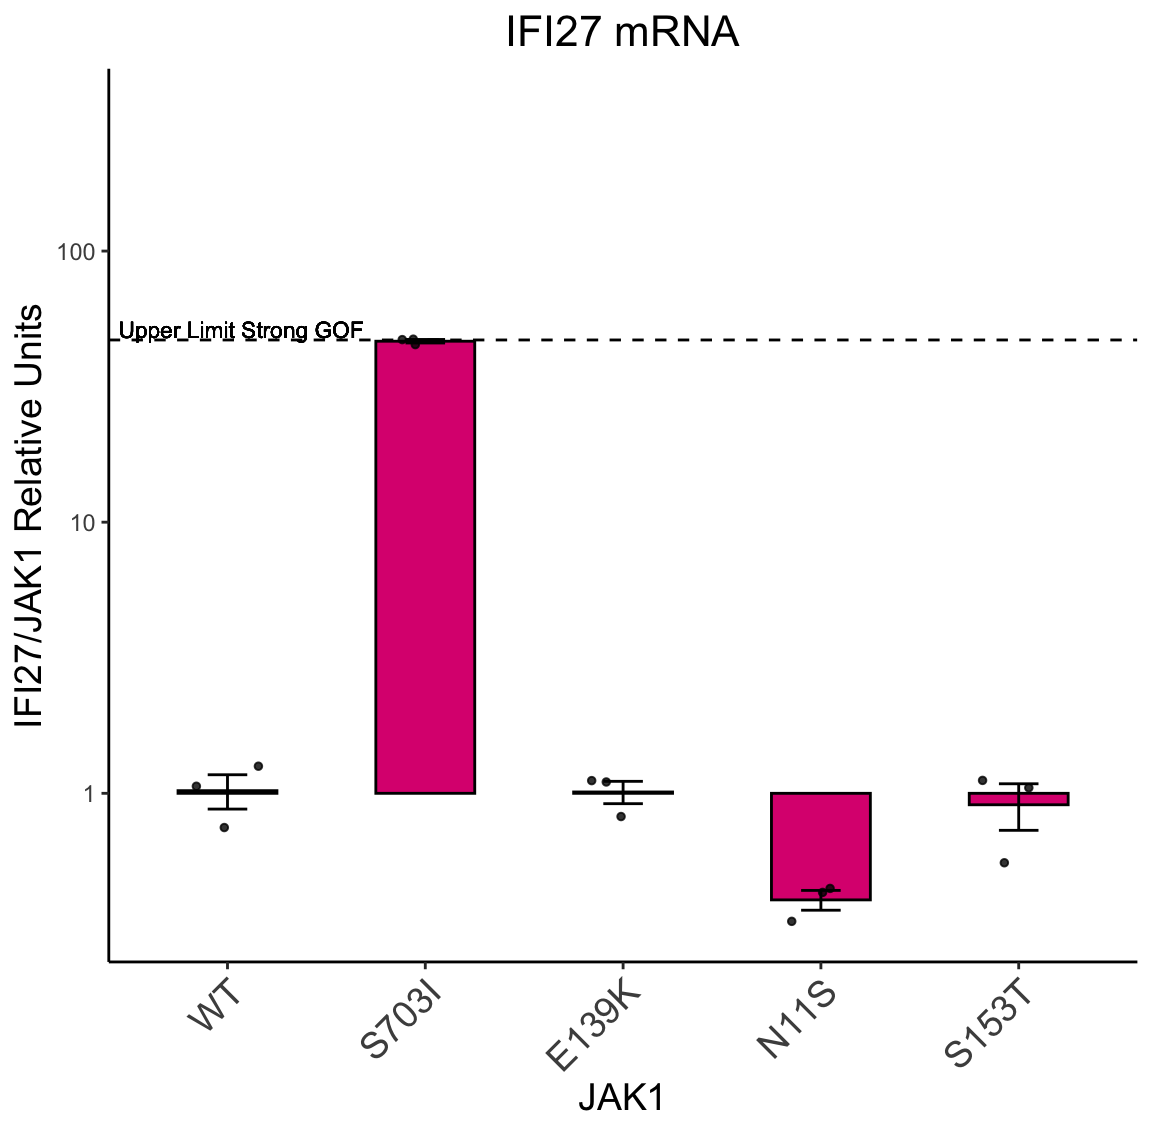 IFI27 mRNA
IFI27/JAK1 Relative Units
100
10
1
Upper Limit Strong GOF
WT
S703I
E139K
N11S
S153T
JAK1